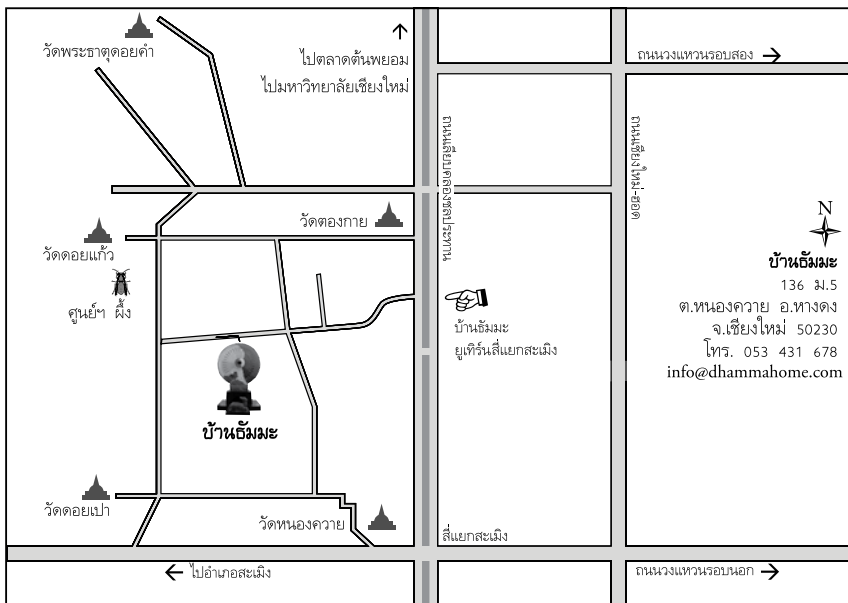 วัดพระธาตุดอยคำ
ไปตลาดต้นพยอม
ไปมหาวิทยาลัยเชียงใหม่
ถนนวงแหวนรอบสอง
ถนนเลียบคลองชลประทาน
ถนนเชียงใหม่-ฮอด
วัดตองกาย
วัดดอยแก้ว
ศูนย์ฯ ผึ้ง
N
บ้านธัมมะ
136 ม.5
ต.หนองควาย อ.หางดง
จ.เชียงใหม่ 50230
โทร. 053 431 678
info@dhammahome.com
บ้านธัมมะ
ยูเทิร์นสี่แยกสะเมิง
บ้านธัมมะ
วัดดอยเปา
วัดหนองควาย
สี่แยกสะเมิง
ไปอำเภอสะเมิง
ถนนวงแหวนรอบนอก